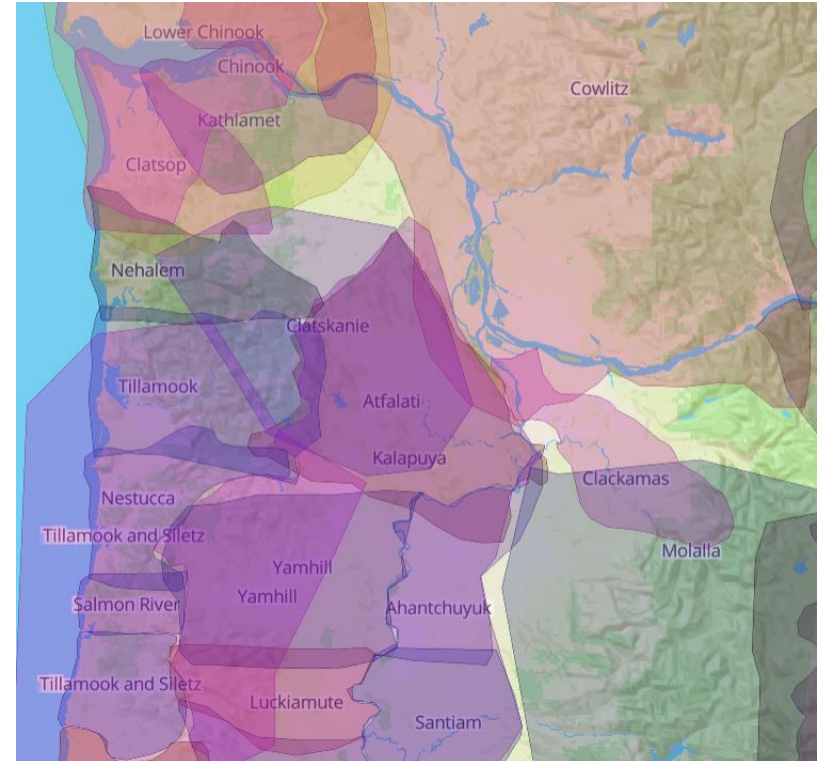 Lower Chinook
Chinook
Cowlitz
Kathlamet
Clatsop
Nehalem
Clatskanie
Tillamook
Atfalati
Kalapuya
Clackamas
Nestucca
Tillamook and Siletz
Molalla
Yamhill
Yamhill
Salmon River
Ahantchuyuk
Tillamook and Siletz
Luckiamute
Santiam